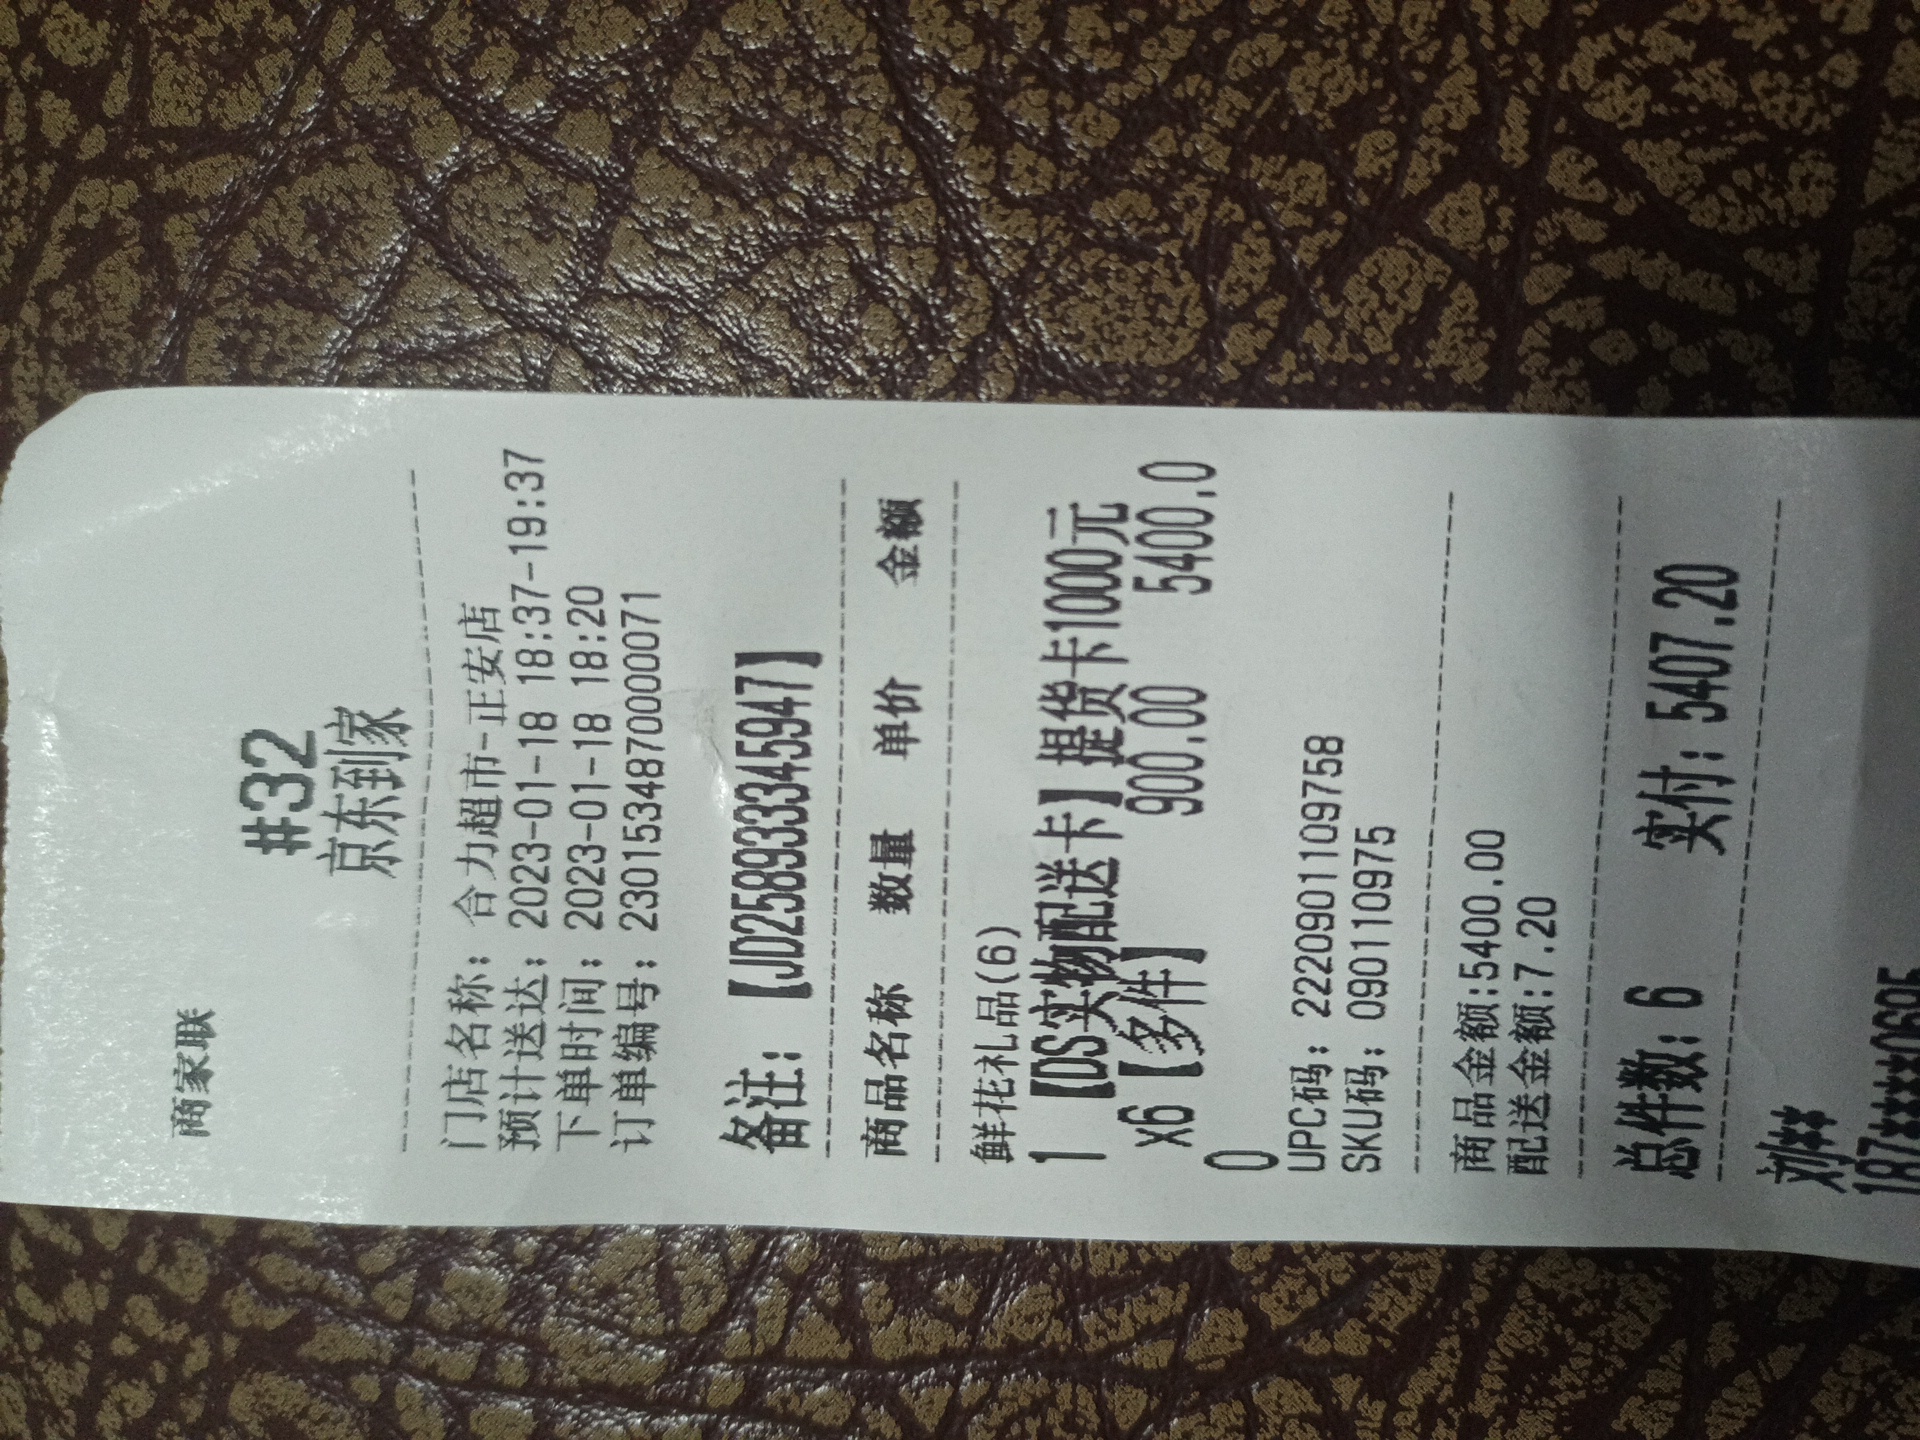 商家联
#32
京东到家
门店名称: 合力超市-正安店
预计送达: 2023-01-18 18:37-19:37
下单时间: 2023-01-18 18:20
订单编号: 2301534870000071
备注: 【JD2589333459​47】
商品名称 数量 单价 金额
鲜花礼品(6)
1 【DS实物配送卡】提货卡1000元
x6【多件】 900.00 5400.0
0
UPC码: 2220901109758
SKU码: 090110975
商品金额:5400.00
配送金额:7.20
总件数: 6 实付: 5407.20
刘**
187****0695